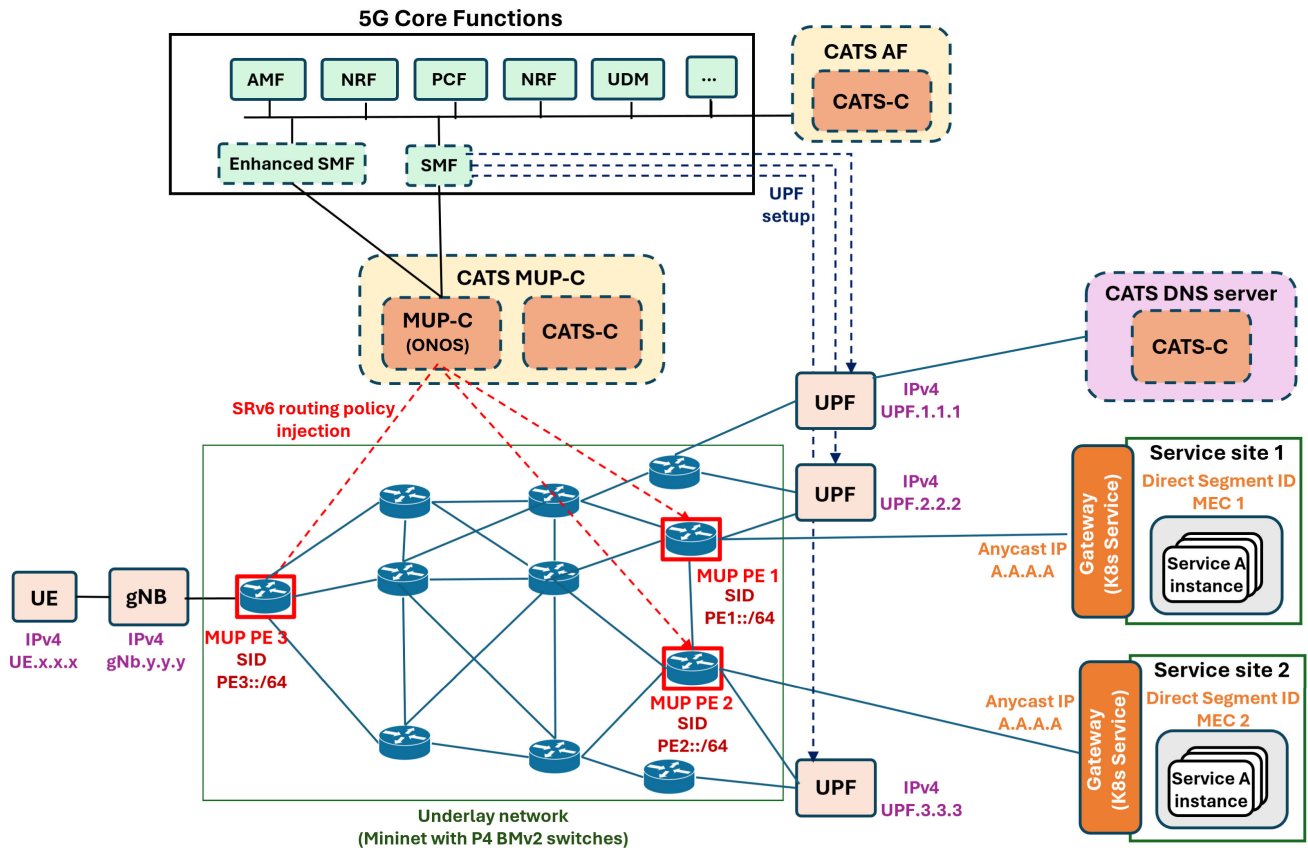 5G Core Functions
AMF
NRF
PCF
NRF
UDM
...
CATS AF
CATS-C
Enhanced SMF
SMF
UPF
setup
CATS MUP-C
MUP-C
(ONOS)
CATS-C
CATS DNS server
CATS-C
SRv6 routing policy
injection
UPF
IPv4
UPF.1.1.1
UPF
IPv4
UPF.2.2.2
Gateway
(K8s Service)
Service site 1
Direct Segment ID
MEC 1
Service A
instance
Anycast IP
A.A.A.A
MUP PE 1
SID
PE1::/64
UE
IPv4
UE.x.x.x
gNB
IPv4
gNb.y.y.y
MUP PE 3
SID
PE3::/64
MUP PE 2
SID
PE2::/64
Anycast IP
A.A.A.A
Gateway
(K8s Service)
Service site 2
Direct Segment ID
MEC 2
Service A
instance
UPF
IPv4
UPF.3.3.3
Underlay network
(Mininet with P4 BMv2 switches)